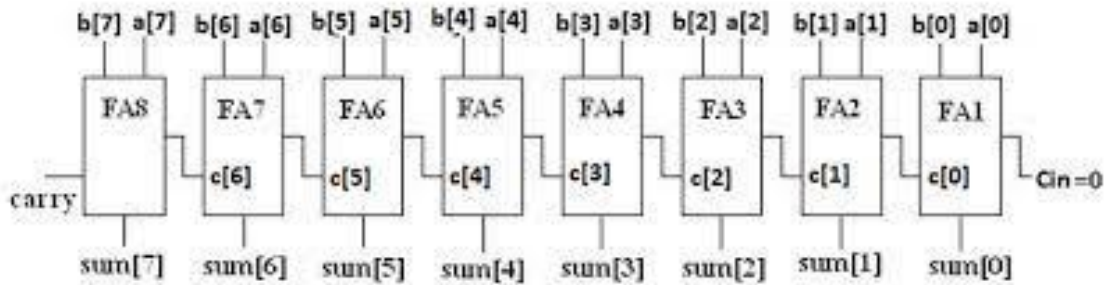 b[7] a[7] b[6] a[6] b[5] a[5] b[4] a[4] b[3] a[3] b[2] a[2] b[1] a[1] b[0] a[0]
FA8 FA7 FA6 FA5 FA4 FA3 FA2 FA1
carry c[6] c[5] c[4] c[3] c[2] c[1] c[0] Cin=0
sum[7] sum[6] sum[5] sum[4] sum[3] sum[2] sum[1] sum[0]